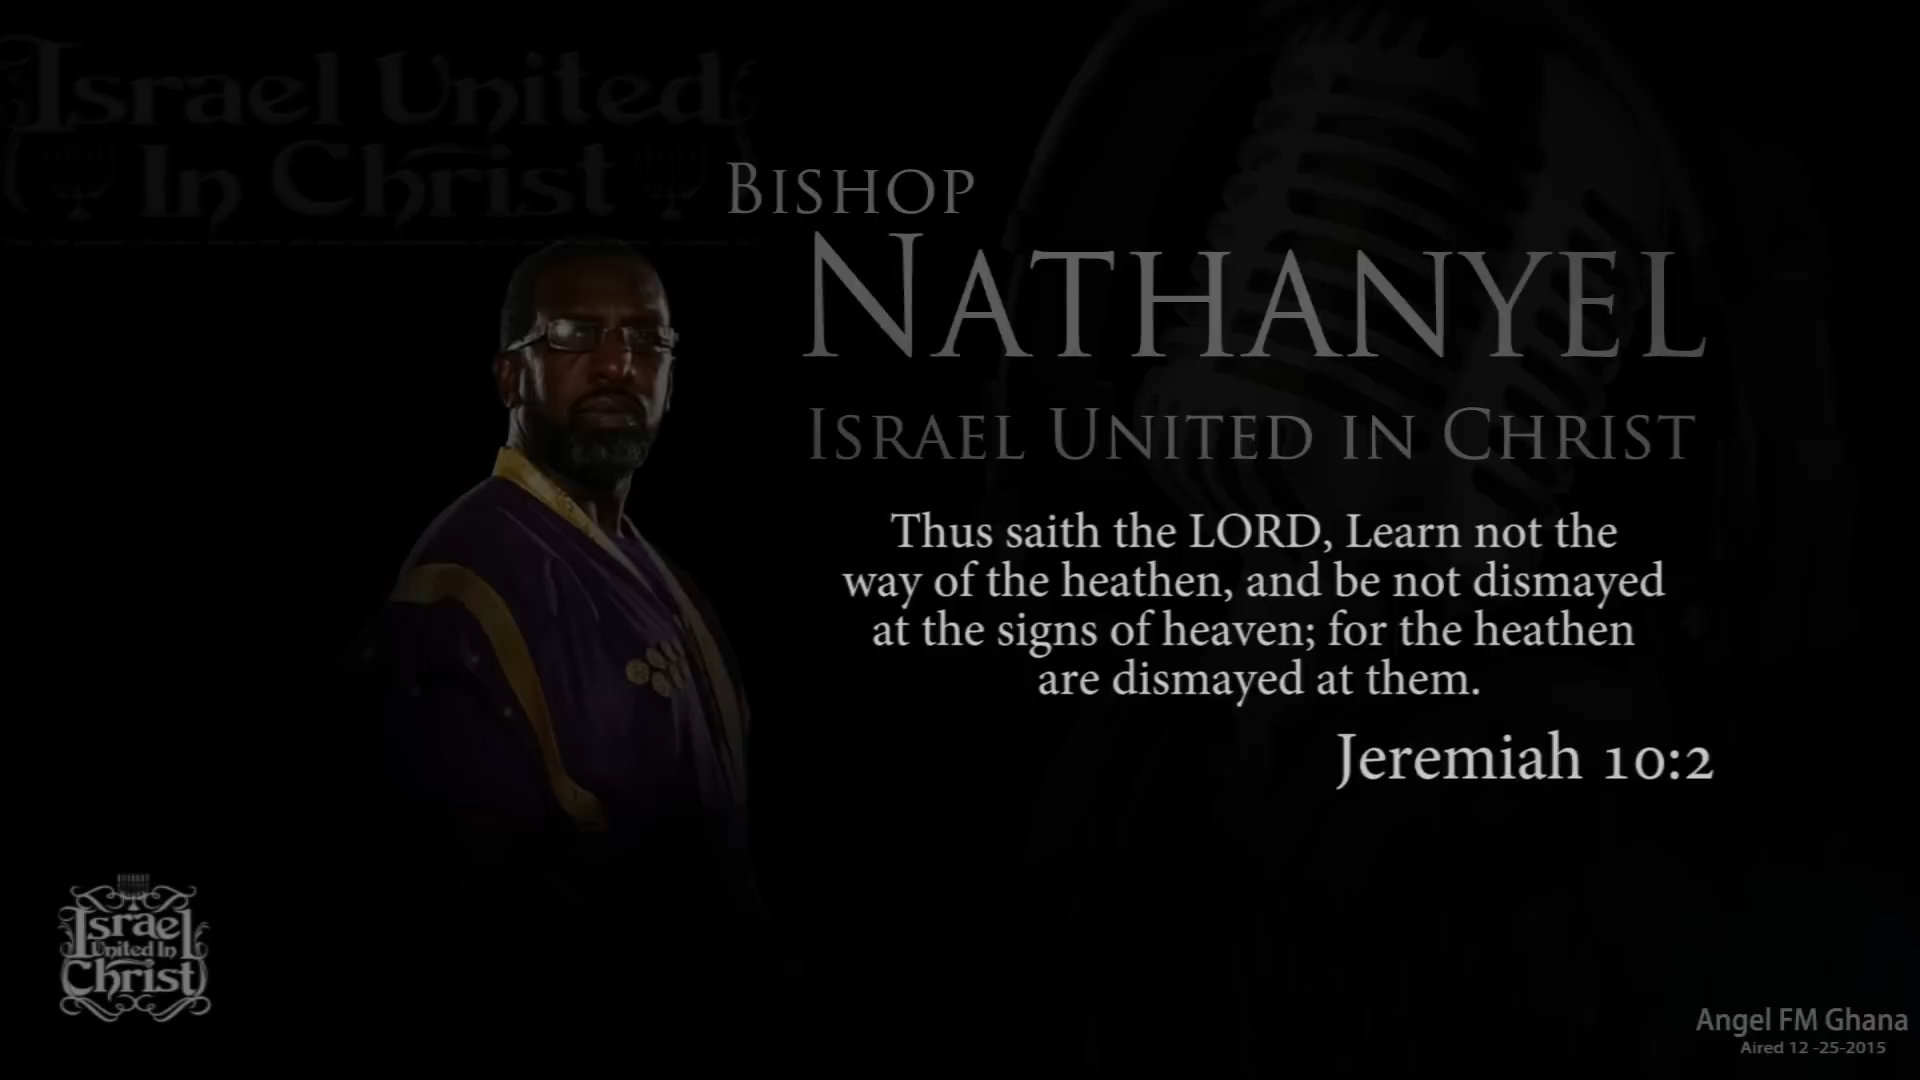 Israel United
In Christ
BISHOP
NATHANYEL
ISRAEL UNITED IN CHRIST
Thus saith the LORD, Learn not the
way of the heathen, and be not dismayed
at the signs of heaven; for the heathen
are dismayed at them.
Jeremiah 10:2
Israel
United In
Christ
Angel FM Ghana
Aired 12 -25-2015